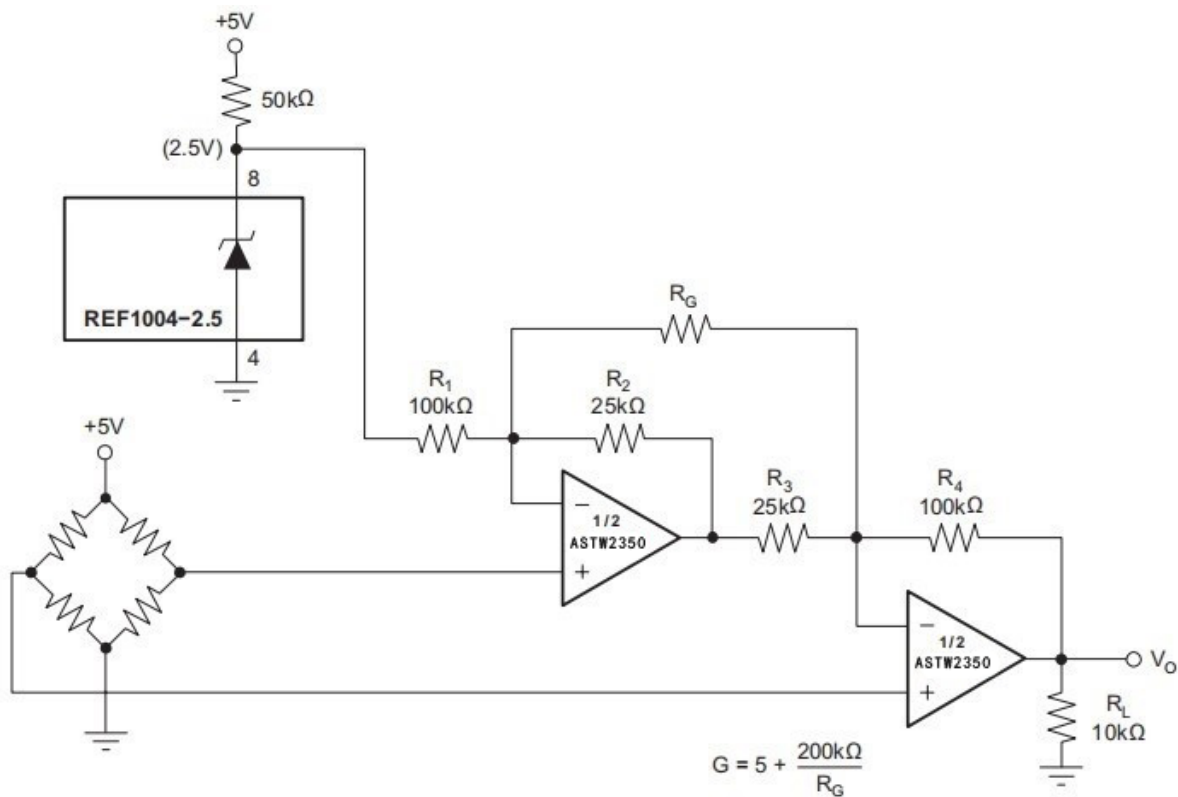 +5V
50kΩ
(2.5V)
8
REF1004−2.5
4
R_G
R_1
100kΩ
R_2
25kΩ
+5V
−
1/2
ASTW2350
+
R_3
25kΩ
R_4
100kΩ
−
1/2
ASTW2350
+
V_O
R_L
10kΩ
G = 5 + 200kΩ / R_G